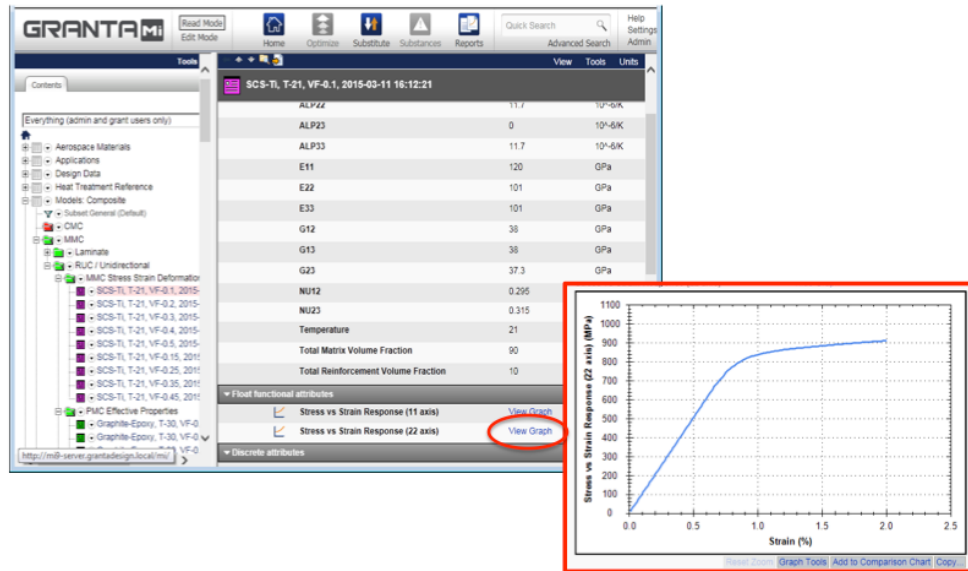 GRANTA Mi
Read Mode
Edit Mode
Home
Optimize
Substitute
Substances
Reports
Quick Search
Advanced Search
Help
Settings
Admin
Tools
Contents
Everything (admin and grant users only)
Aerospace Materials
Applications
Design Data
Heat Treatment Reference
Models: Composite
Subset General (Default)
CMC
MMC
Laminate
RUC / Unidirectional
MMC Stress Strain Deformation
SCS-Ti, T-21, VF-0.1, 2015-
SCS-Ti, T-21, VF-0.2, 2015-
SCS-Ti, T-21, VF-0.3, 2015-
SCS-Ti, T-21, VF-0.4, 2015-
SCS-Ti, T-21, VF-0.5, 2015-
SCS-Ti, T-21, VF-0.15, 2015
SCS-Ti, T-21, VF-0.25, 2015
SCS-Ti, T-21, VF-0.35, 2015
SCS-Ti, T-21, VF-0.45, 2015
PMC Effective Properties
Graphite-Epoxy, T-30, VF-0
Graphite-Epoxy, T-30, VF-0
http://mi9-server.grantadesign.local/mi/ VF-0
View Tools Units
SCS-Ti, T-21, VF-0.1, 2015-03-11 16:12:21
ALP22 11.7 10^-6/K
ALP23 0 10^-6/K
ALP33 11.7 10^-6/K
E11 120 GPa
E22 101 GPa
E33 101 GPa
G12 38 GPa
G13 38 GPa
G23 37.3 GPa
NU12 0.295
NU23 0.315
Temperature 21
Total Matrix Volume Fraction 90
Total Reinforcement Volume Fraction 10
Float functional attributes
Stress vs Strain Response (11 axis) View Graph
Stress vs Strain Response (22 axis) View Graph
Discrete attributes
Stress vs Strain Response (22 axis) (MPa)
1100
1000
900
800
700
600
500
400
300
200
100
0
0.0 0.5 1.0 1.5 2.0 2.5
Strain (%)
Reset Zoom Graph Tools Add to Comparison Chart Copy...